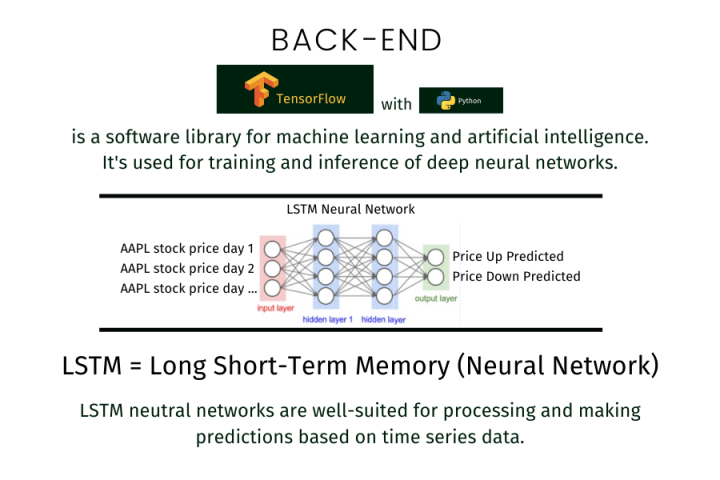 BACK-END
TensorFlow with Python
is a software library for machine learning and artificial intelligence.
It's used for training and inference of deep neural networks.
LSTM Neural Network
AAPL stock price day 1
AAPL stock price day 2
AAPL stock price day ...
input layer
hidden layer 1 hidden layer
output layer
Price Up Predicted
Price Down Predicted
LSTM = Long Short-Term Memory (Neural Network)
LSTM neutral networks are well-suited for processing and making
predictions based on time series data.